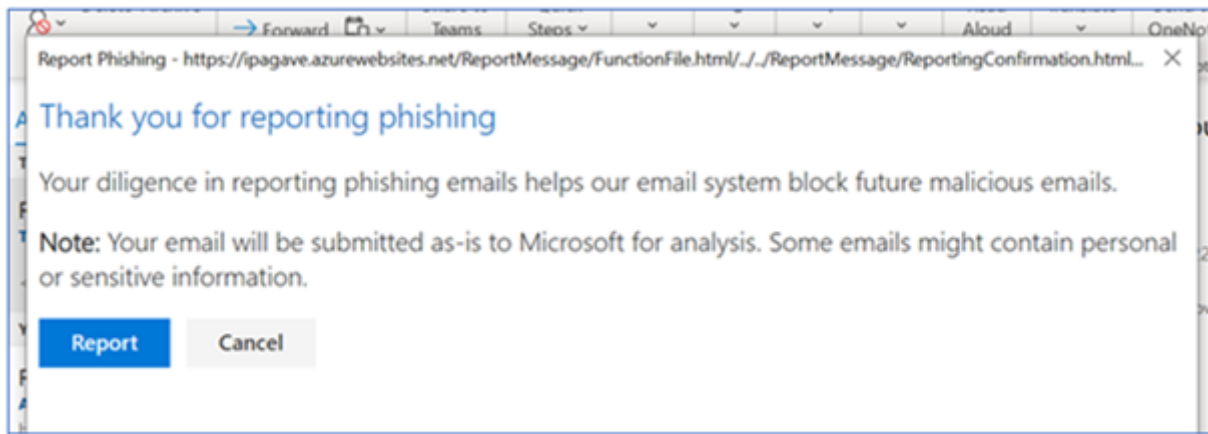 Forward
Teams
Steps
Aloud
Report Phishing - https://ipagave.azurewebsites.net/ReportMessage/FunctionFile.html/../../ReportMessage/ReportingConfirmation.html...
Thank you for reporting phishing
Your diligence in reporting phishing emails helps our email system block future malicious emails.
Note: Your email will be submitted as-is to Microsoft for analysis. Some emails might contain personal
or sensitive information.
Report Cancel